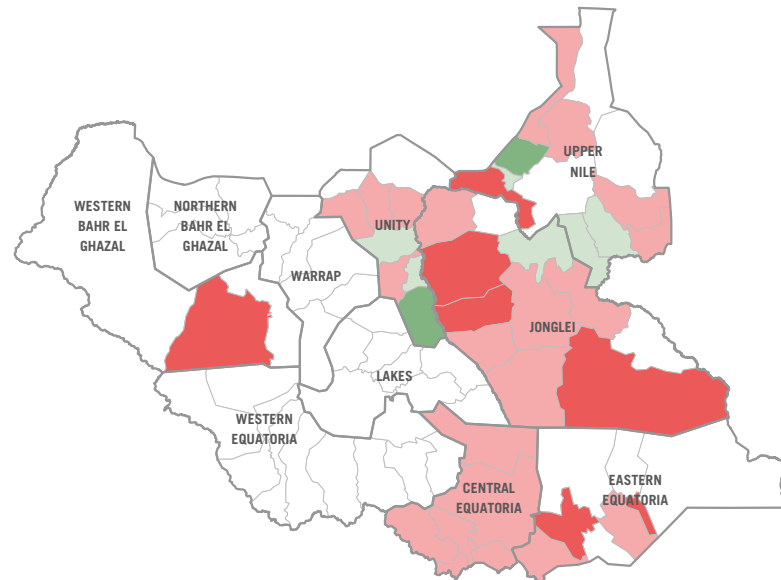 UPPER
NILE
WESTERN
BAHR EL
GHAZAL
NORTHERN
BAHR EL
GHAZAL
UNITY
WARRAP
JONGLEI
LAKES
WESTERN
EQUATORIA
CENTRAL
EQUATORIA
EASTERN
EQUATORIA